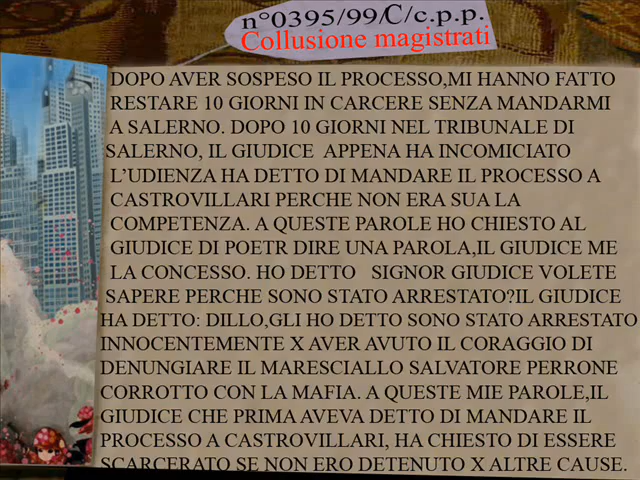 n°0395/99/C/c.p.p.
Collusione magistrati
DOPO AVER SOSPESO IL PROCESSO,MI HANNO FATTO
RESTARE 10 GIORNI IN CARCERE SENZA MANDARMI
A SALERNO. DOPO 10 GIORNI NEL TRIBUNALE DI
SALERNO, IL GIUDICE APPENA HA INCOMICIATO
L'UDIENZA HA DETTO DI MANDARE IL PROCESSO A
CASTROVILLARI PERCHE NON ERA SUA LA
COMPETENZA. A QUESTE PAROLE HO CHIESTO AL
GIUDICE DI POETR DIRE UNA PAROLA,IL GIUDICE ME
LA CONCESSO. HO DETTO SIGNOR GIUDICE VOLETE
SAPERE PERCHE SONO STATO ARRESTATO?IL GIUDICE
HA DETTO: DILLO,GLI HO DETTO SONO STATO ARRESTATO
INNOCENTEMENTE X AVER AVUTO IL CORAGGIO DI
DENUNGIARE IL MARESCIALLO SALVATORE PERRONE
CORROTTO CON LA MAFIA. A QUESTE MIE PAROLE,IL
GIUDICE CHE PRIMA AVEVA DETTO DI MANDARE IL
PROCESSO A CASTROVILLARI, HA CHIESTO DI ESSERE
SCARCERATO SE NON ERO DETENUTO X ALTRE CAUSE.